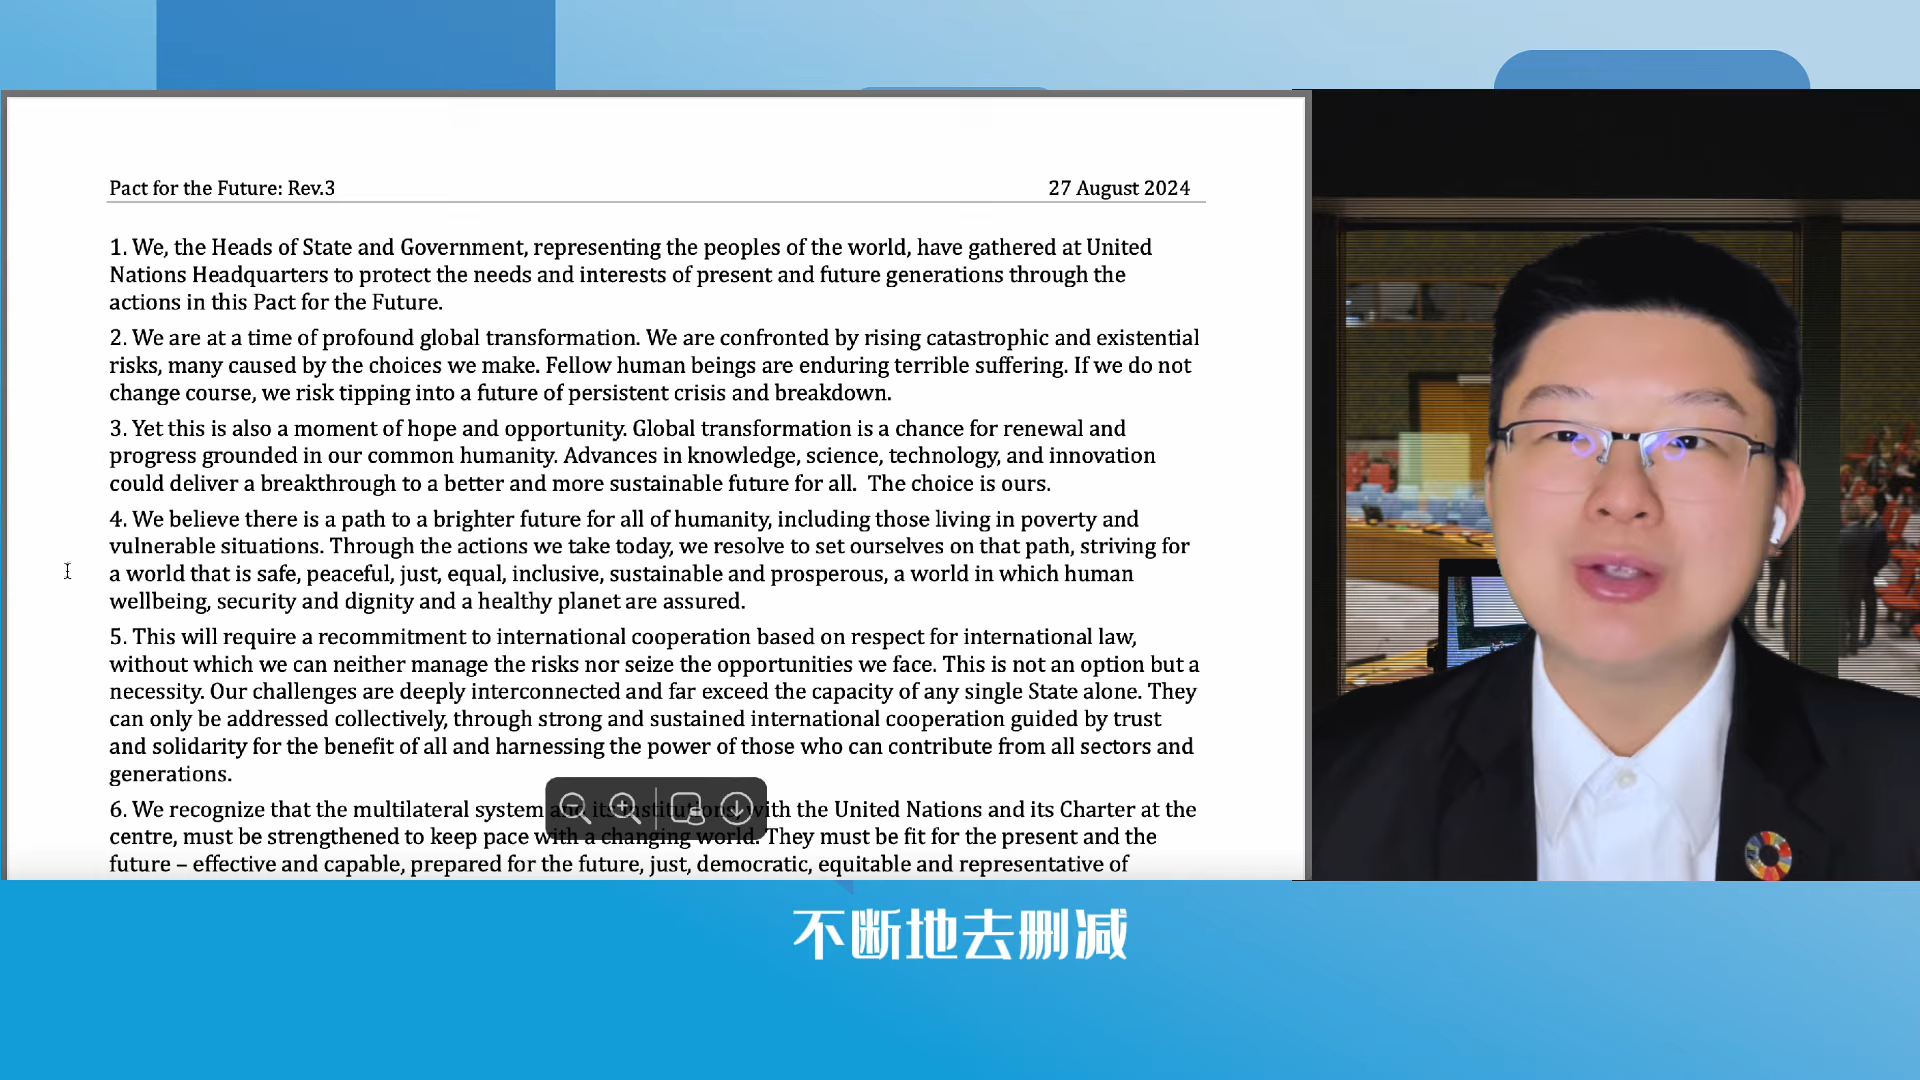 Pact for the Future: Rev.3
27 August 2024
1. We, the Heads of State and Government, representing the peoples of the world, have gathered at United
Nations Headquarters to protect the needs and interests of present and future generations through the
actions in this Pact for the Future.
2. We are at a time of profound global transformation. We are confronted by rising catastrophic and existential
risks, many caused by the choices we make. Fellow human beings are enduring terrible suffering. If we do not
change course, we risk tipping into a future of persistent crisis and breakdown.
3. Yet this is also a moment of hope and opportunity. Global transformation is a chance for renewal and
progress grounded in our common humanity. Advances in knowledge, science, technology, and innovation
could deliver a breakthrough to a better and more sustainable future for all.  The choice is ours.
4. We believe there is a path to a brighter future for all of humanity, including those living in poverty and
vulnerable situations. Through the actions we take today, we resolve to set ourselves on that path, striving for
a world that is safe, peaceful, just, equal, inclusive, sustainable and prosperous, a world in which human
wellbeing, security and dignity and a healthy planet are assured.
5. This will require a recommitment to international cooperation based on respect for international law,
without which we can neither manage the risks nor seize the opportunities we face. This is not an option but a
necessity. Our challenges are deeply interconnected and far exceed the capacity of any single State alone. They
can only be addressed collectively, through strong and sustained international cooperation guided by trust
and solidarity for the benefit of all and harnessing the power of those who can contribute from all sectors and
generations.
6. We recognize that the multilateral system and its institutions, with the United Nations and its Charter at the
centre, must be strengthened to keep pace with a changing world. They must be fit for the present and the
future – effective and capable, prepared for the future, just, democratic, equitable and representative of
不断地去删减